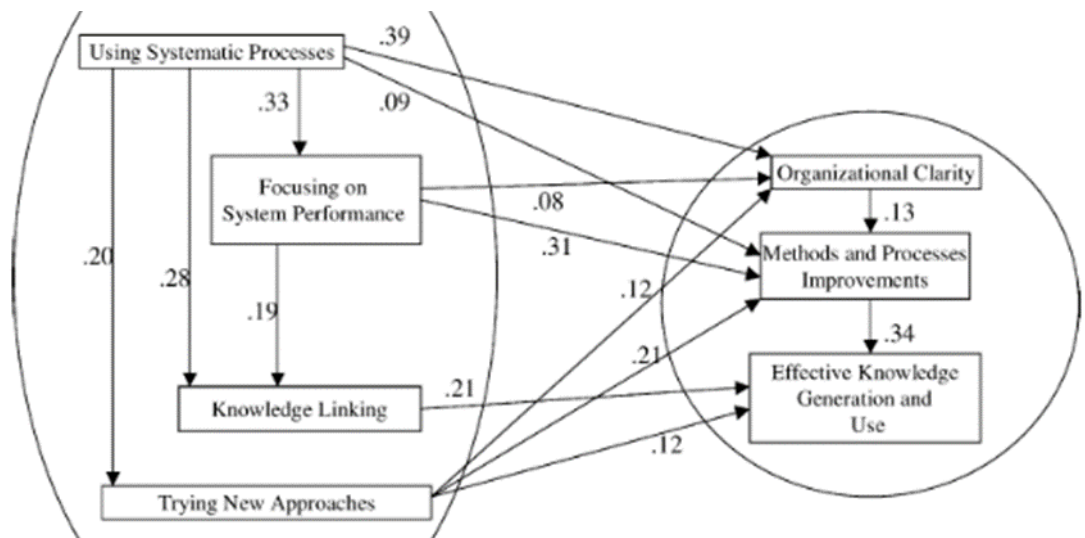 Using Systematic Processes
.39
.09
.33
Focusing on
System Performance
Organizational Clarity
.08
.13
.31
Methods and Processes
Improvements
.20
.28
.12
.19
.34
.21
Effective Knowledge
Generation and
Use
Knowledge Linking
.21
.12
Trying New Approaches